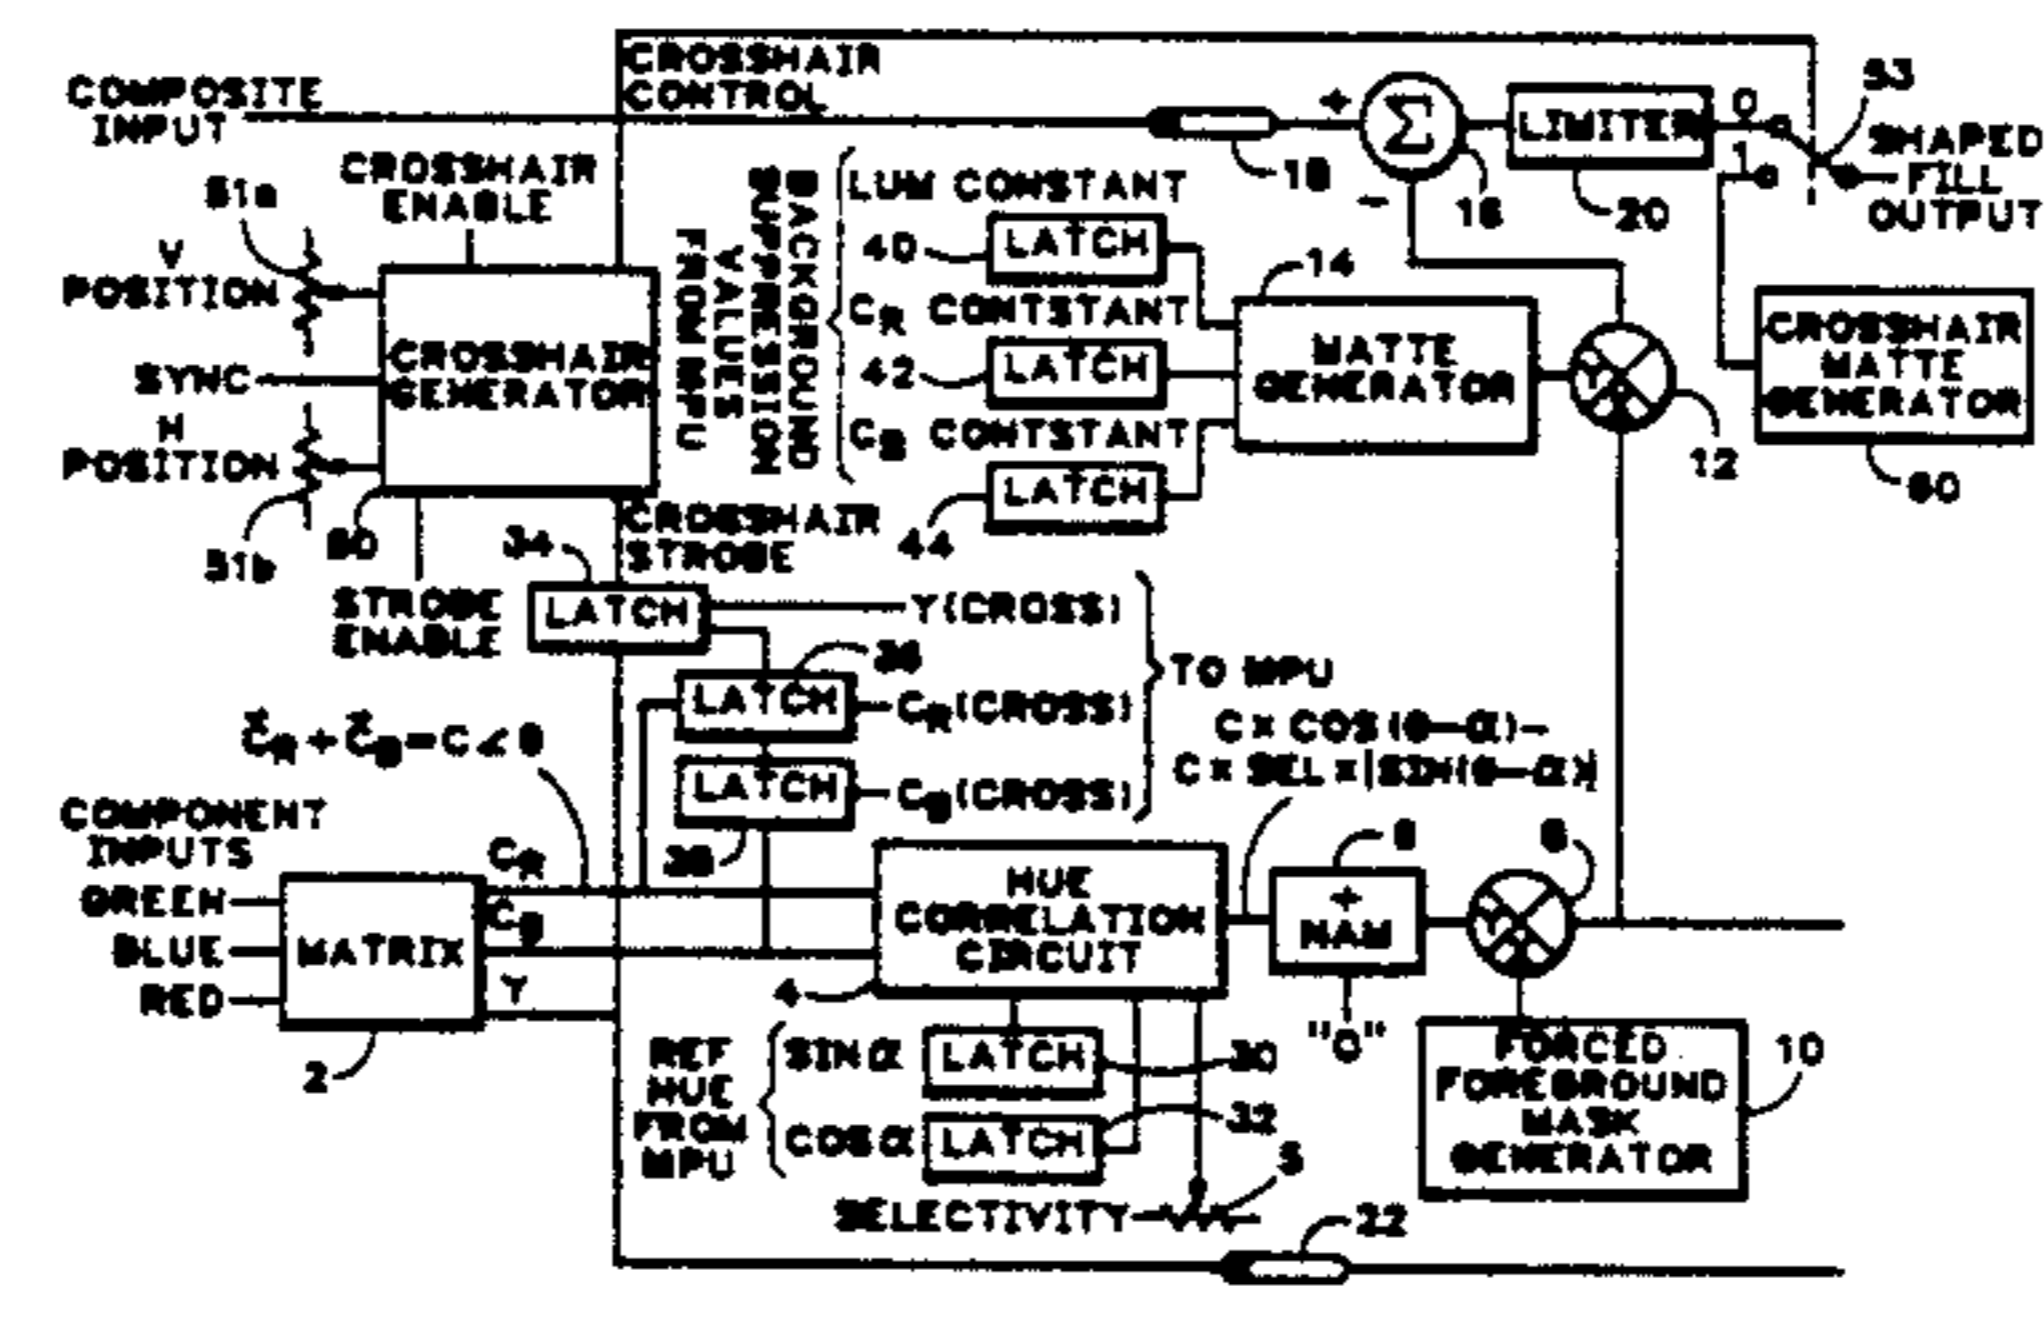 COMPOSITE
INPUT
CROSSHAIR
CONTROL
+
Σ
-
18
16
LIMITER
20
0
1
53
SHAPED
FILL
OUTPUT
51a
CROSSHAIR
ENABLE
V
POSITION
SYNC
H
POSITION
51b
CROSSHAIR
GENERATOR
STROBE
ENABLE
CROSSHAIR
STROBE
BACKGROUND
SUPPRESSION
VALUES
FROM MPU
LUM CONSTANT
40
LATCH
CR CONTSTANT
42
LATCH
CB CONTSTANT
44
LATCH
14
MATTE
GENERATOR
12
CROSSHAIR
MATTE
GENERATOR
60
34
LATCH
Y(CROSS)
36
LATCH
CR(CROSS)
LATCH
CB(CROSS)
38
TO MPU
C⃗R + C⃗B = C∢θ
C × COS (θ-α)-
C × SEL × |SIN(θ-α)|
COMPONENT
INPUTS
GREEN
BLUE
RED
MATRIX
2
CR
CB
Y
HUE
CORRELATION
CIRCUIT
4
8
+
NAM
"0"
6
FORCED
FOREGROUND
MASK
GENERATOR
10
REF
HUE
FROM
MPU
SIN α
LATCH
30
COS α
LATCH
32
SELECTIVITY
22